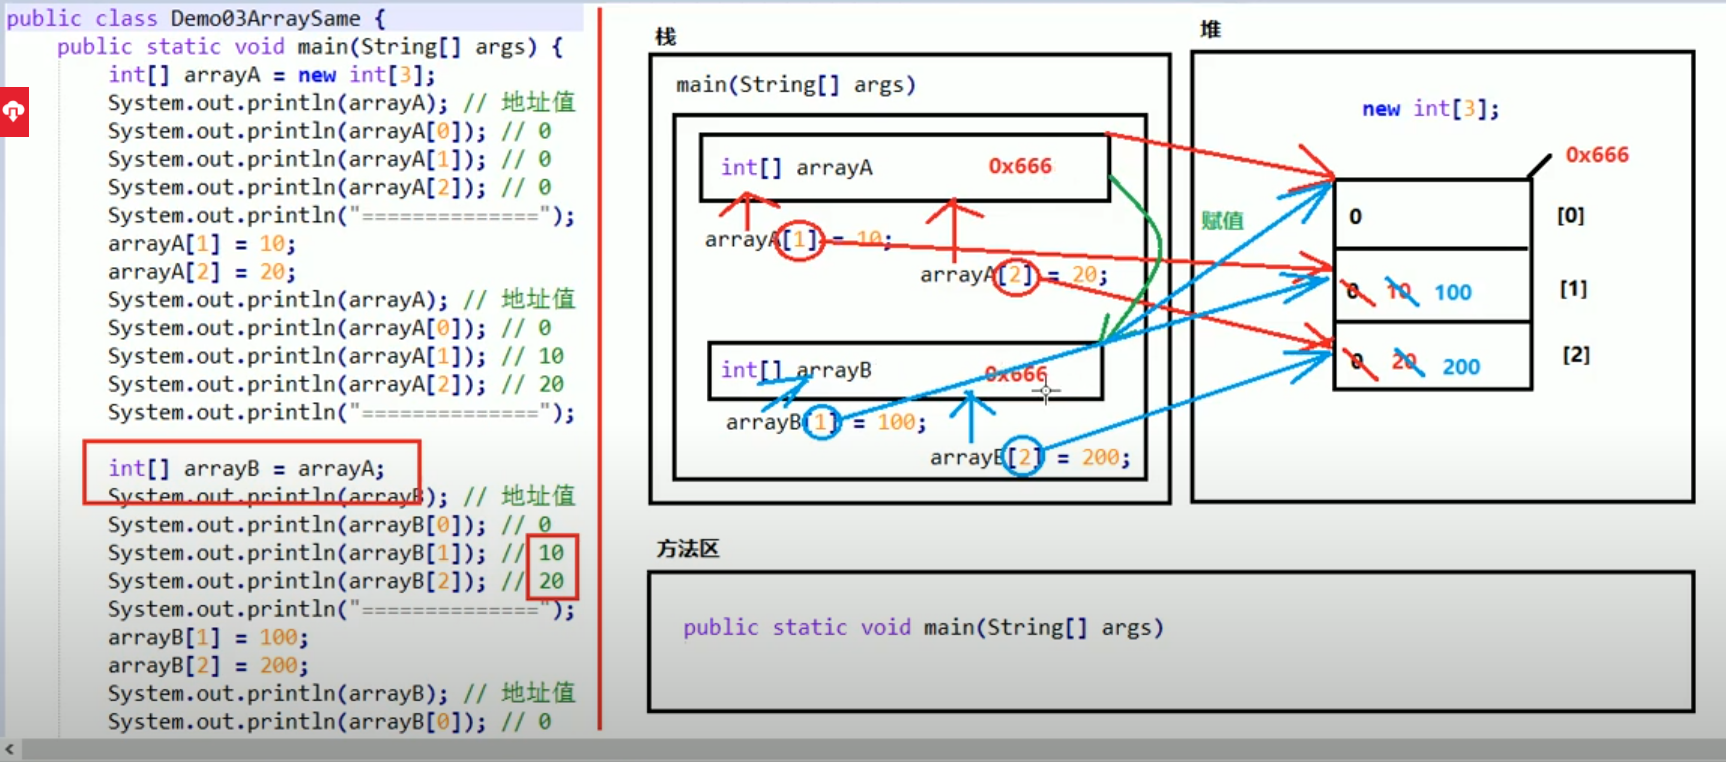 public class Demo03ArraySame {
public static void main(String[] args) {
int[] arrayA = new int[3];
System.out.println(arrayA); // 地址值
System.out.println(arrayA[0]); // 0
System.out.println(arrayA[1]); // 0
System.out.println(arrayA[2]); // 0
System.out.println("==============");
arrayA[1] = 10;
arrayA[2] = 20;
System.out.println(arrayA); // 地址值
System.out.println(arrayA[0]); // 0
System.out.println(arrayA[1]); // 10
System.out.println(arrayA[2]); // 20
System.out.println("==============");
int[] arrayB = arrayA;
System.out.println(arrayB); // 地址值
System.out.println(arrayB[0]); // 0
System.out.println(arrayB[1]); // 10
System.out.println(arrayB[2]); // 20
System.out.println("==============");
arrayB[1] = 100;
arrayB[2] = 200;
System.out.println(arrayB); // 地址值
System.out.println(arrayB[0]); // 0
栈
main(String[] args)
int[] arrayA 0x666
arrayA[1] = 10;
arrayA[2] = 20;
int[] arrayB 0x666
arrayB[1] = 100;
arrayB[2] = 200;
赋值
堆
new int[3];
0x666
0 [0]
0 10 100 [1]
0 20 200 [2]
方法区
public static void main(String[] args)